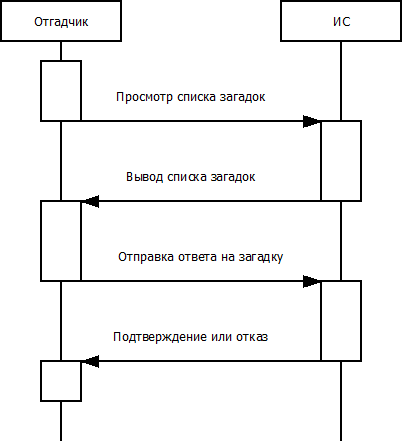 Отгадчик
ИС
Просмотр списка загадок
Вывод списка загадок
Отправка ответа на загадку
Подтверждение или отказ